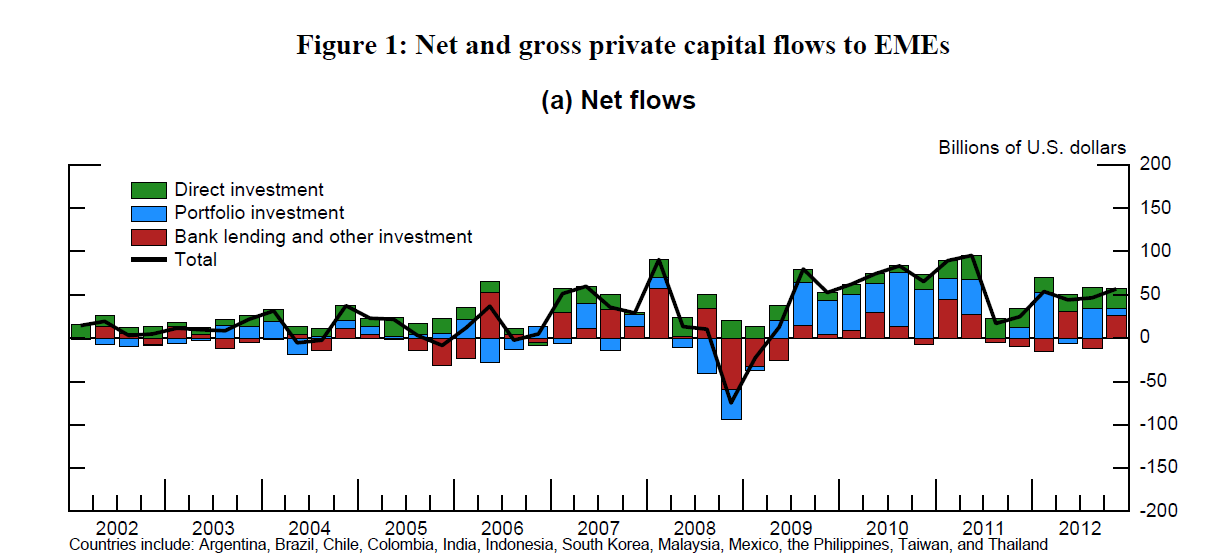 Figure 1: Net and gross private capital flows to EMEs
(a) Net flows
Billions of U.S. dollars
Direct investment
Portfolio investment
Bank lending and other investment
Total
200
150
100
50
0
-50
-100
-150
-200
2002 2003 2004 2005 2006 2007 2008 2009 2010 2011 2012
Countries include: Argentina, Brazil, Chile, Colombia, India, Indonesia, South Korea, Malaysia, Mexico, the Philippines, Taiwan, and Thailand